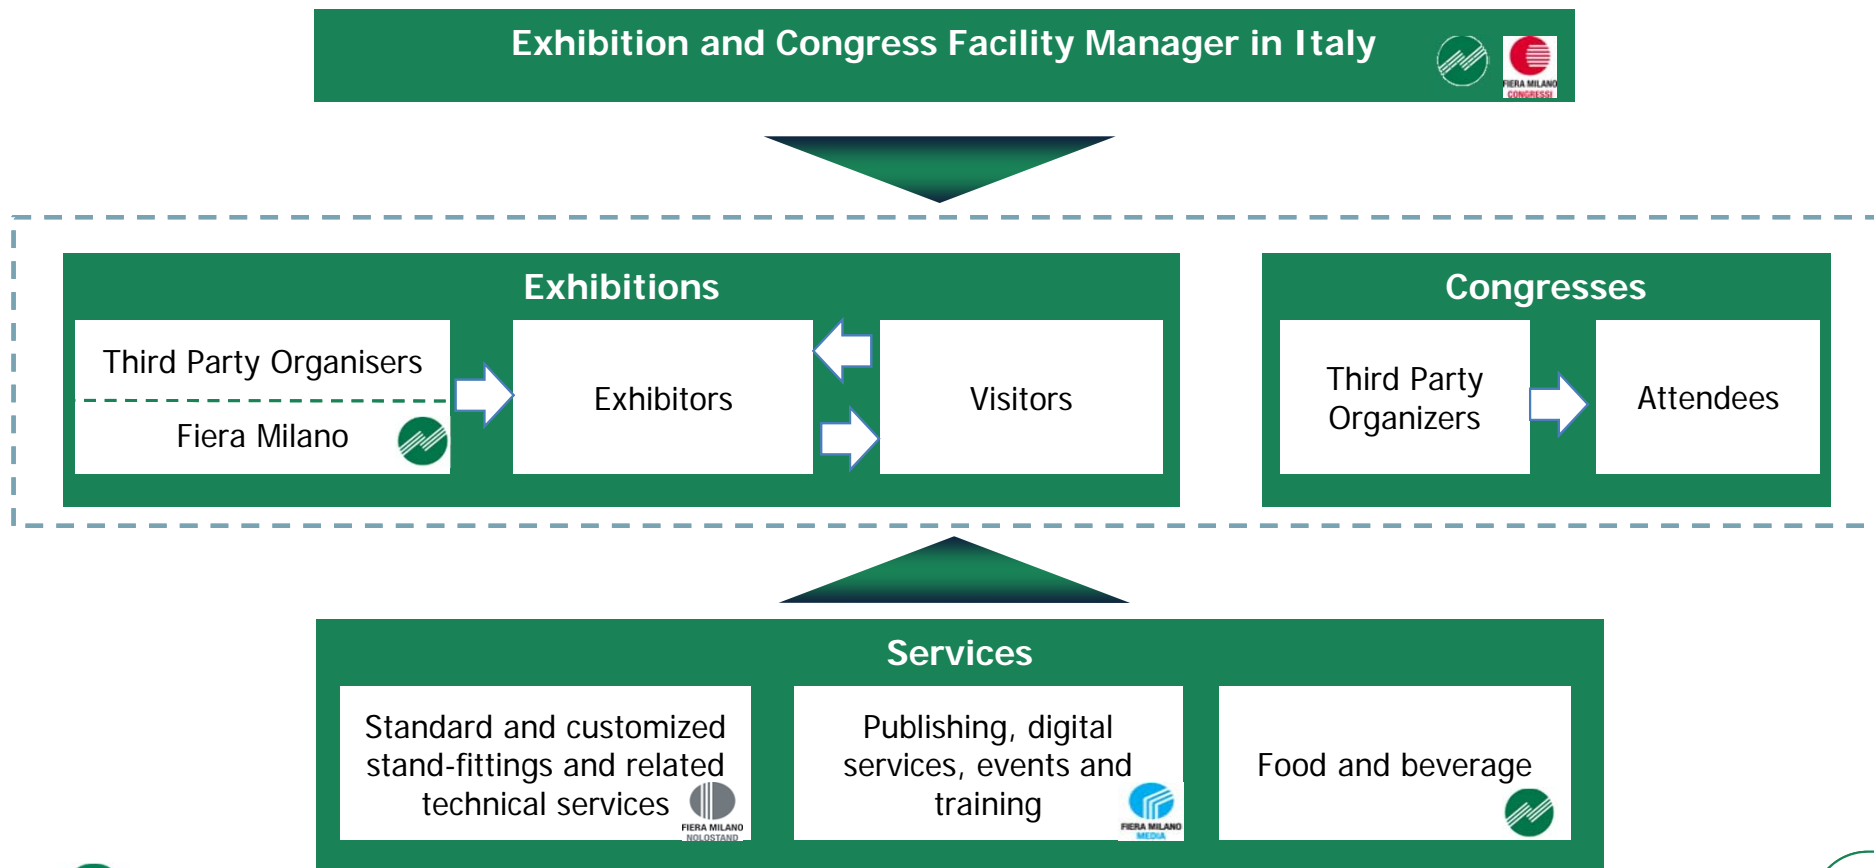 Exhibition and Congress Facility Manager in Italy
FIERA MILANO
CONGRESSI
Exhibitions
Third Party Organisers
Fiera Milano
Exhibitors
Visitors
Congresses
Third Party
Organizers
Attendees
Services
Standard and customized
stand-fittings and related
technical services
FIERA MILANO
NOLOSTAND
Publishing, digital
services, events and
training
FIERA MILANO
MEDIA
Food and beverage